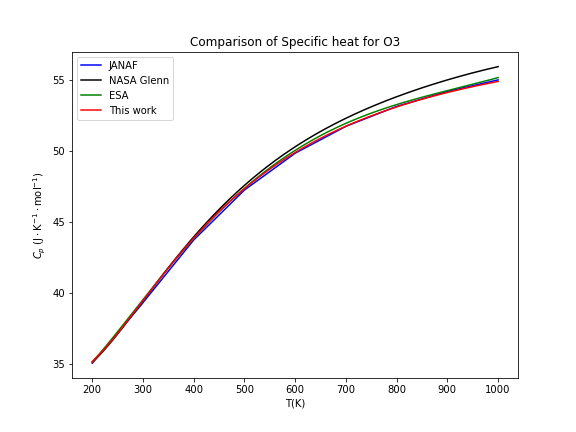 Comparison of Specific heat for O3
JANAF
NASA Glenn
ESA
This work
55
50
45
40
35
C_p (J · K⁻¹ · mol⁻¹)
200 300 400 500 600 700 800 900 1000
T(K)